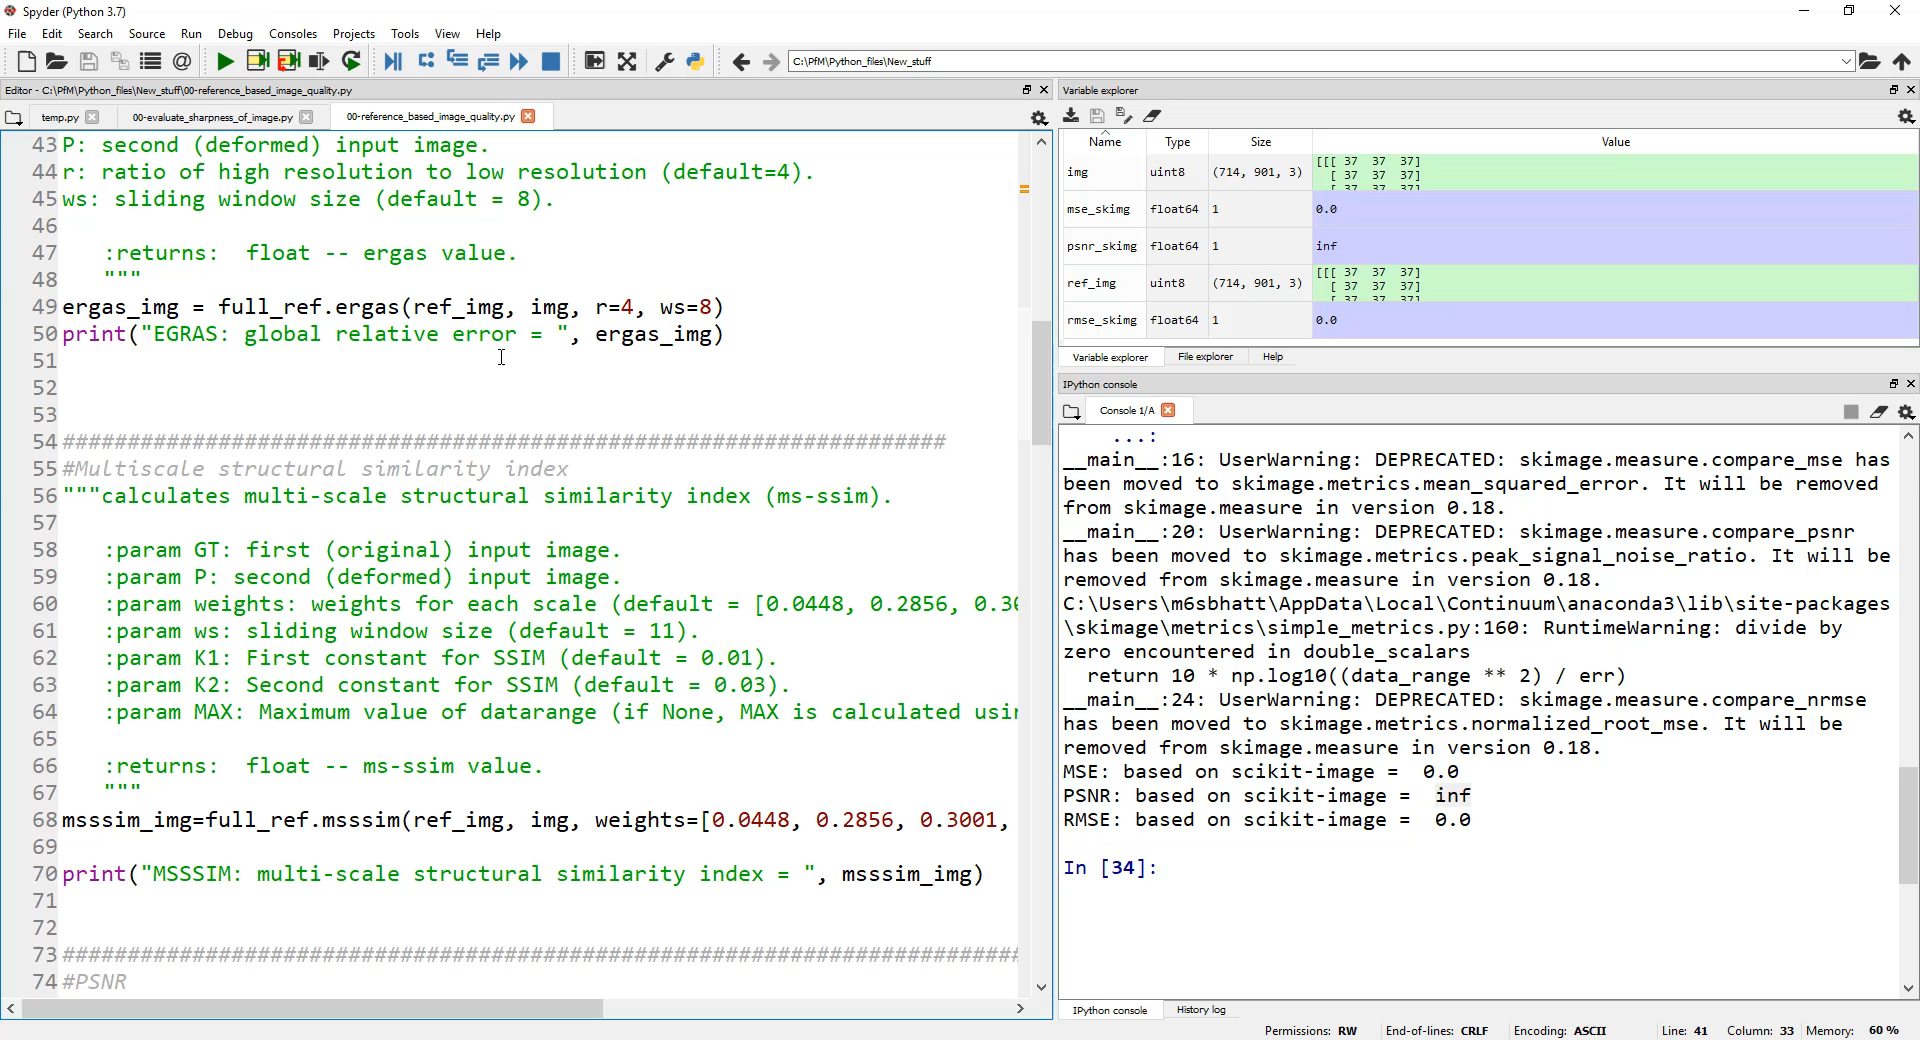 Spyder (Python 3.7)
File Edit Search Source Run Debug Consoles Projects Tools View Help
C:\PfM\Python_files\New_stuff
Editor - C:\PfM\Python_files\New_stuff\00-reference_based_image_quality.py
temp.py 00-evaluate_sharpness_of_image.py 00-reference_based_image_quality.py
43 P: second (deformed) input image.
44 r: ratio of high resolution to low resolution (default=4).
45 ws: sliding window size (default = 8).
46
47 :returns:  float -- ergas value.
48 """
49 ergas_img = full_ref.ergas(ref_img, img, r=4, ws=8)
50 print("EGRAS: global relative error = ", ergas_img)
51
52
53
54 ####################################################################
55 #Multiscale structural similarity index
56 """calculates multi-scale structural similarity index (ms-ssim).
57
58 :param GT: first (original) input image.
59 :param P: second (deformed) input image.
60 :param weights: weights for each scale (default = [0.0448, 0.2856, 0.30
61 :param ws: sliding window size (default = 11).
62 :param K1: First constant for SSIM (default = 0.01).
63 :param K2: Second constant for SSIM (default = 0.03).
64 :param MAX: Maximum value of datarange (if None, MAX is calculated usin
65
66 :returns:  float -- ms-ssim value.
67 """
68 msssim_img=full_ref.msssim(ref_img, img, weights=[0.0448, 0.2856, 0.3001,
69
70 print("MSSSIM: multi-scale structural similarity index = ", msssim_img)
71
72
73 ##########################################################################
74 #PSNR
Variable explorer
Name Type Size Value
img uint8 (714, 901, 3) [[[ 37 37 37]
[ 37 37 37]
[ 37 37 37]
mse_skimg float64 1 0.0
psnr_skimg float64 1 inf
ref_img uint8 (714, 901, 3) [[[ 37 37 37]
[ 37 37 37]
[ 37 37 37]
rmse_skimg float64 1 0.0
Variable explorer File explorer Help
IPython console
Console 1/A
...:
__main__:16: UserWarning: DEPRECATED: skimage.measure.compare_mse has
been moved to skimage.metrics.mean_squared_error. It will be removed
from skimage.measure in version 0.18.
__main__:20: UserWarning: DEPRECATED: skimage.measure.compare_psnr
has been moved to skimage.metrics.peak_signal_noise_ratio. It will be
removed from skimage.measure in version 0.18.
C:\Users\m6sbhatt\AppData\Local\Continuum\anaconda3\lib\site-packages
\skimage\metrics\simple_metrics.py:160: RuntimeWarning: divide by
zero encountered in double_scalars
return 10 * np.log10((data_range ** 2) / err)
__main__:24: UserWarning: DEPRECATED: skimage.measure.compare_nrmse
has been moved to skimage.metrics.normalized_root_mse. It will be
removed from skimage.measure in version 0.18.
MSE: based on scikit-image =  0.0
PSNR: based on scikit-image =  inf
RMSE: based on scikit-image =  0.0
In [34]:
IPython console History log
Permissions: RW End-of-lines: CRLF Encoding: ASCII Line: 41 Column: 33 Memory: 60 %